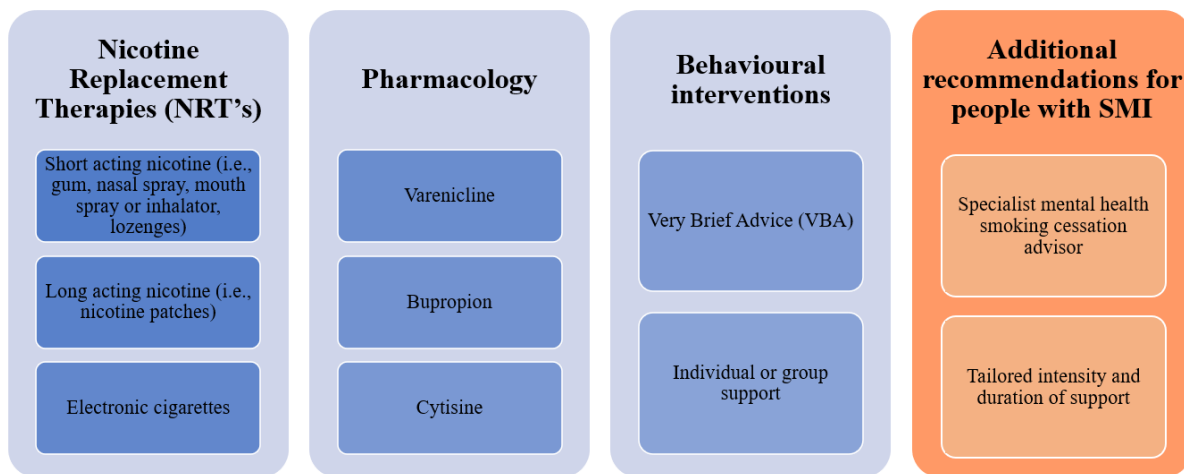 Nicotine
Replacement
Therapies (NRT’s)
Short acting nicotine (i.e.,
gum, nasal spray, mouth
spray or inhalator,
lozenges)
Long acting nicotine (i.e.,
nicotine patches)
Electronic cigarettes
Pharmacology
Varenicline
Bupropion
Cytisine
Behavioural
interventions
Very Brief Advice (VBA)
Individual or group
support
Additional
recommendations for
people with SMI
Specialist mental health
smoking cessation
advisor
Tailored intensity and
duration of support